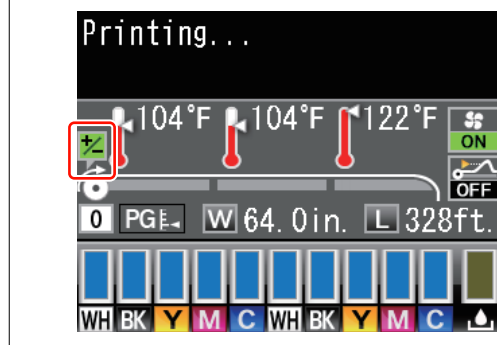 Printing...
104°F 104°F 122°F
+/-
ON
OFF
0 PG W 64.0in. L 328ft.
WH BK Y M C WH BK Y M C